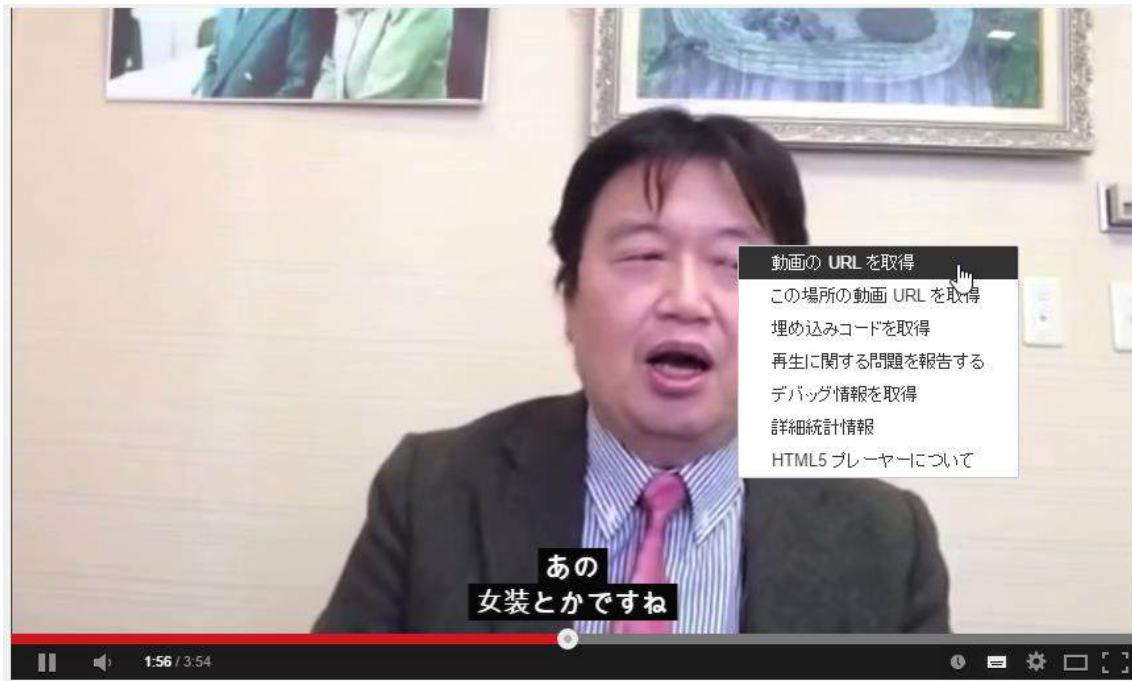 動画の URL を取得
この場所の動画 URL を取得
埋め込みコードを取得
再生に関する問題を報告する
デバッグ情報を取得
詳細統計情報
HTML5 プレーヤーについて
あの
女装とかですね
1:56 / 3:54